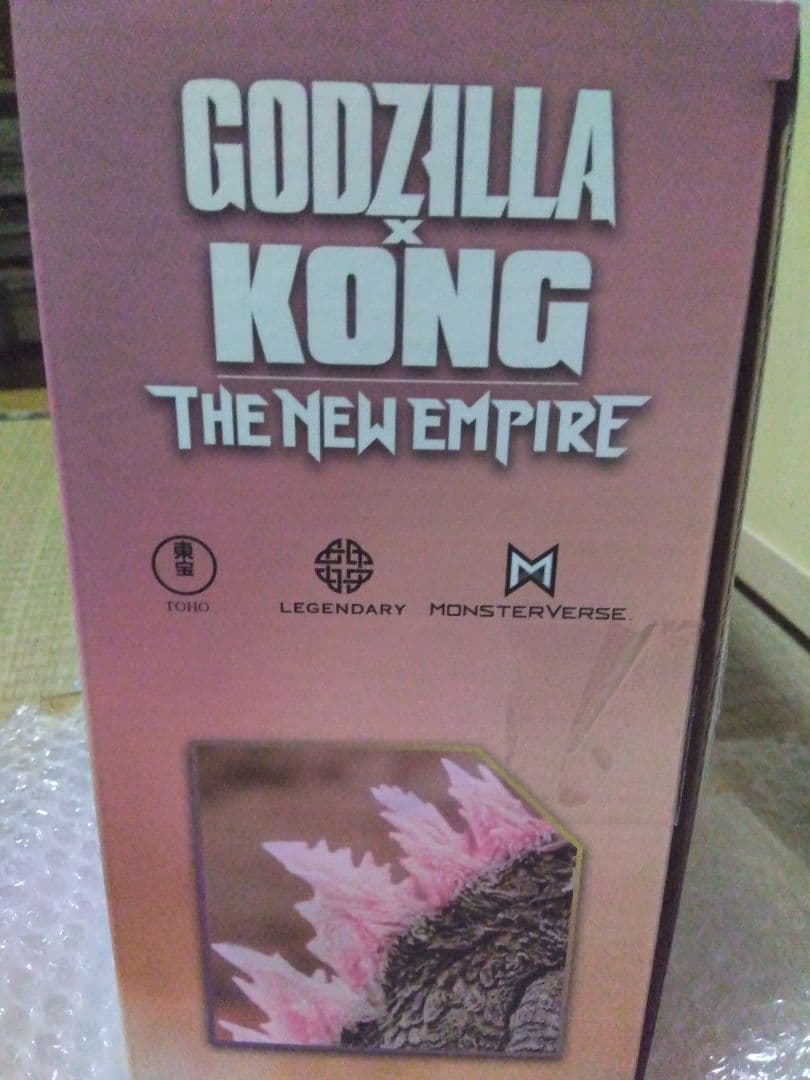 GODZILLA
x
KONG
THE NEW EMPIRE
東宝
TOHO
LEGENDARY
M
MONSTERVERSE